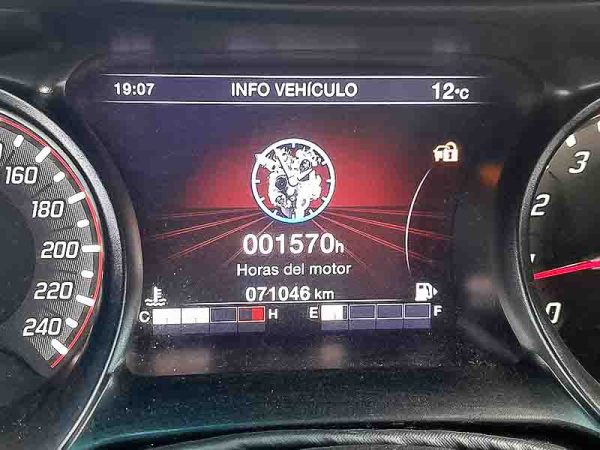 19:07 INFO VEHÍCULO 12°C
001570h
Horas del motor
071046 km
C H E F
160
180
200
220
240
3
2